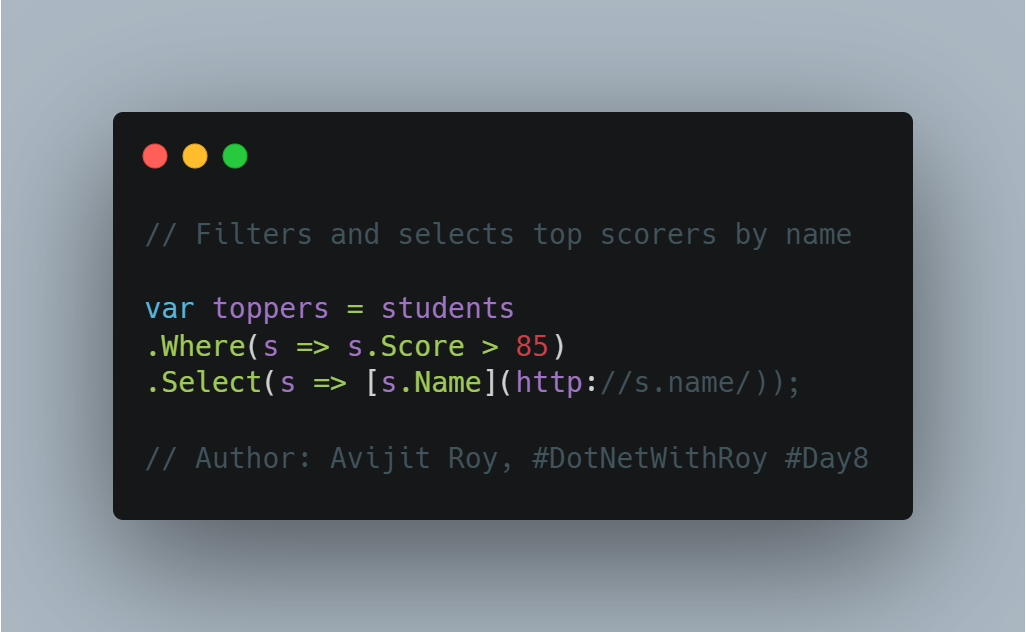 // Filters and selects top scorers by name
var toppers = students
.Where(s => s.Score > 85)
.Select(s => [s.Name](http://s.name/));
// Author: Avijit Roy, #DotNetWithRoy #Day8